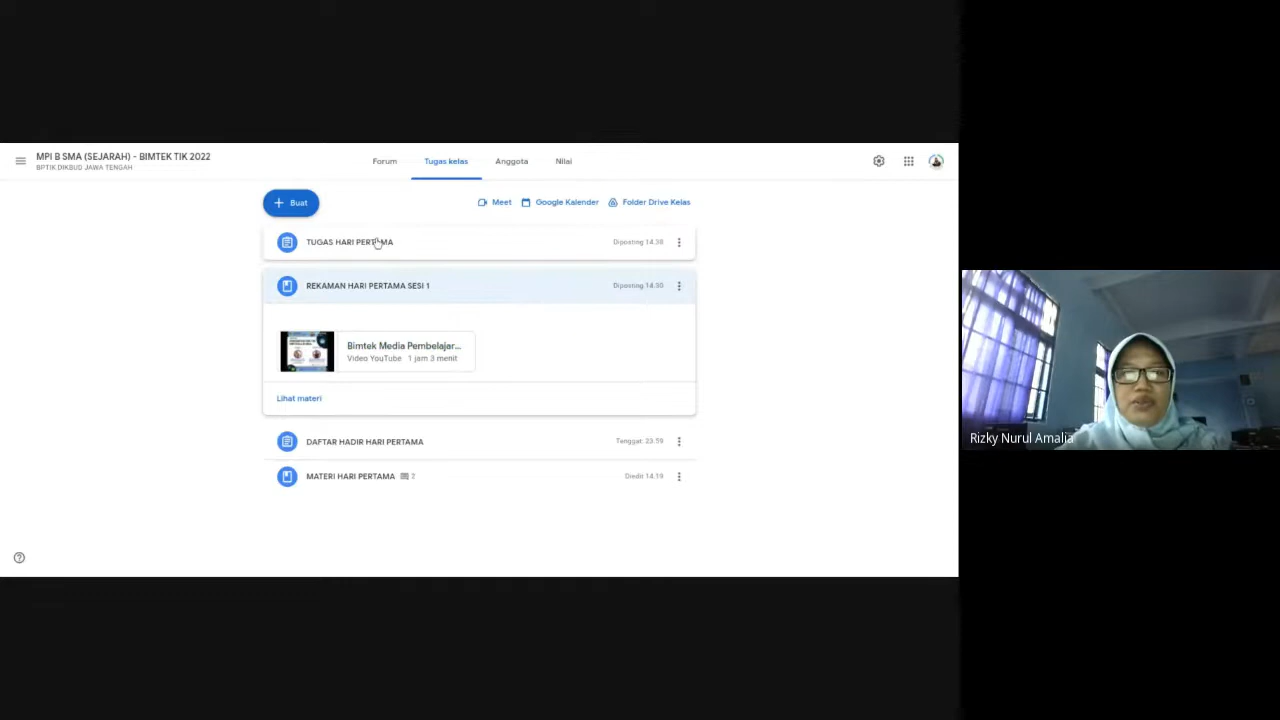 MPI B SMA (SEJARAH) - BIMTEK TIK 2022
BPTIK DIKBUD JAWA TENGAH
Forum
Tugas kelas
Anggota
Nilai
Buat
Meet
Google Kalender
Folder Drive Kelas
TUGAS HARI PERTAMA
Diposting 14.38
REKAMAN HARI PERTAMA SESI 1
Diposting 14.30
Bimtek Media Pembelajar...
Video YouTube 1 jam 3 menit
Lihat materi
DAFTAR HADIR HARI PERTAMA
Tenggat: 23.59
MATERI HARI PERTAMA 2
Diedit 14.19
Rizky Nurul Amalia